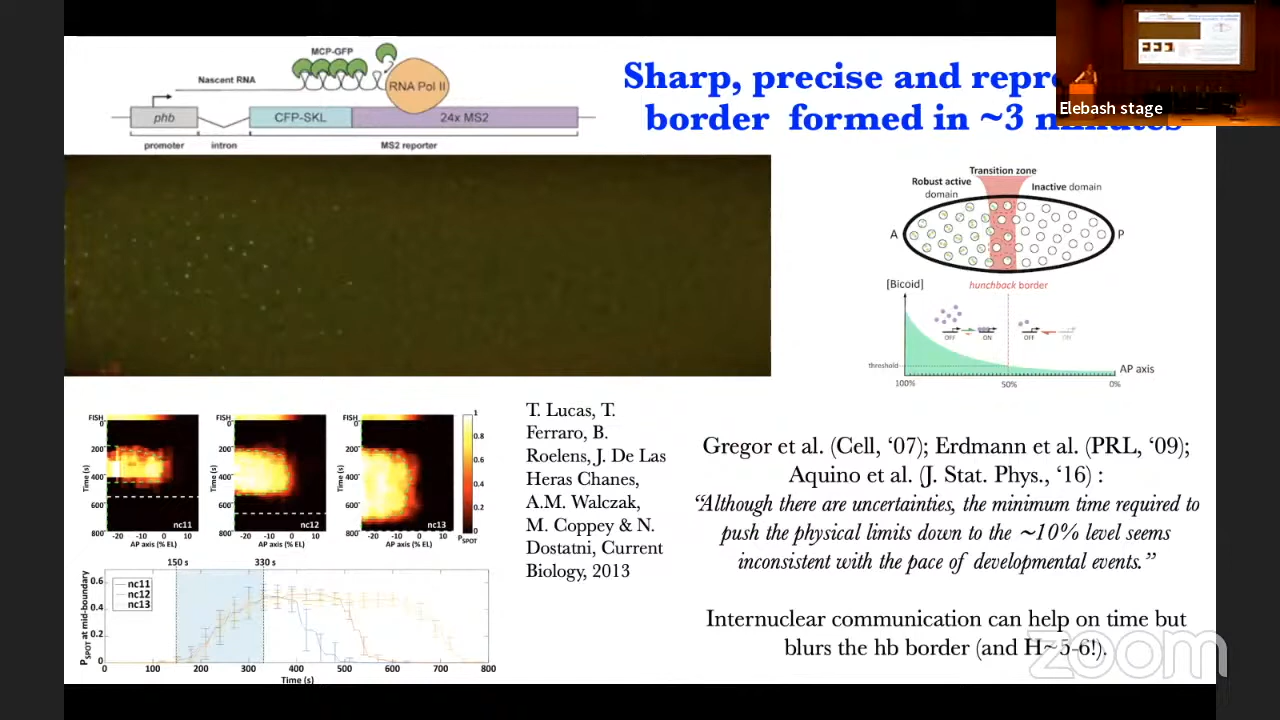 MCP-GFP
Nascent RNA
RNA Pol II
phb
CFP-SKL
24x MS2
promoter
intron
MS2 reporter
Sharp, precise and
border formed in ~3
Elebash stage
Transition zone
Robust active
domain
Inactive domain
A
P
hunchback border
[Bicoid]
OFF
ON
OFF
ON
threshold
AP axis
100%
50%
0%
FISH
0
200
400
600
800
Time (s)
nc11
-20
-10
0
10
AP axis (% EL)
FISH
0
200
400
600
800
Time (s)
nc12
-20
-10
0
10
AP axis (% EL)
FISH
0
200
400
600
800
Time (s)
nc13
-20
-10
0
10
AP axis (% EL)
1
0.8
0.6
0.4
0.2
0
PSPOT
150 s
330 s
nc11
nc12
nc13
PSPOT at mid-boundary
0.6
0.4
0.2
0
0
100
200
300
400
500
600
700
800
Time (s)
T. Lucas, T.
Ferraro, B.
Roelens, J. De Las
Heras Chanes,
A.M. Walczak,
M. Coppey & N.
Dostatni, Current
Biology, 2013
Gregor et al. (Cell, ‘07); Erdmann et al. (PRL, ‘09);
Aquino et al. (J. Stat. Phys., ‘16) :
“Although there are uncertainties, the minimum time required to
push the physical limits down to the ~10% level seems
inconsistent with the pace of developmental events.”
Internuclear communication can help on time but
blurs the hb border (and H~5-6!).
zoom